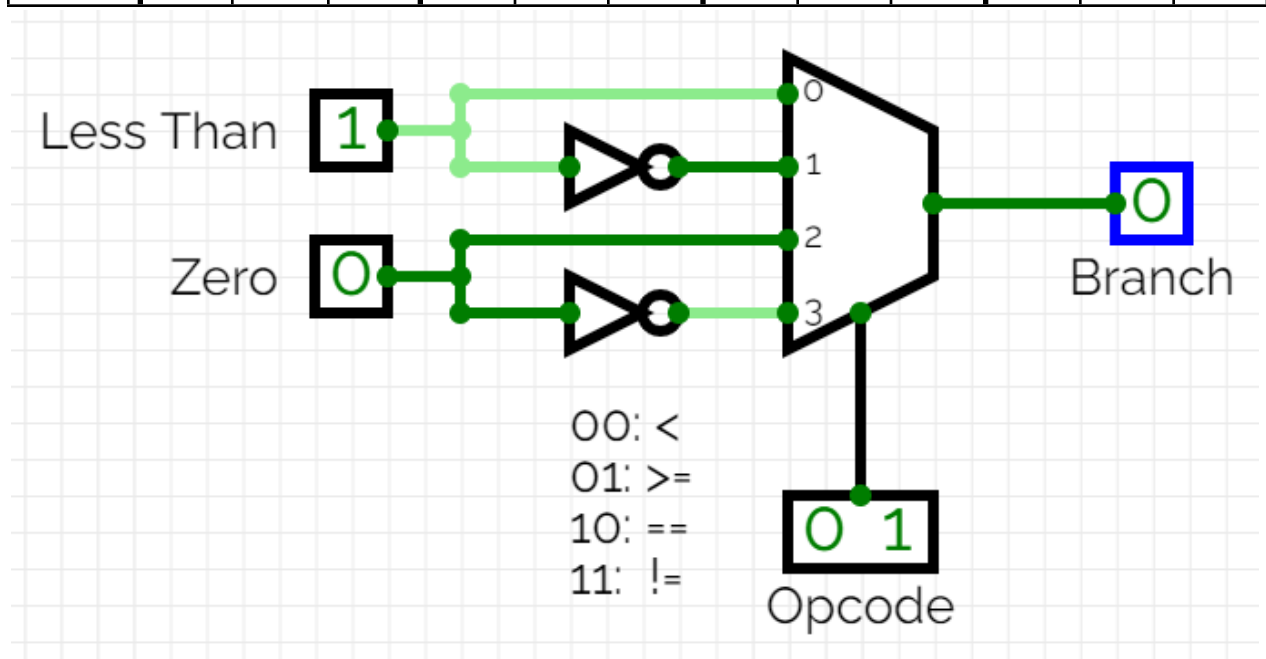 0
Less Than 1
1
0
2
Zero 0
Branch
3
00: <
01: >=
10: ==
11: !=
0 1
Opcode